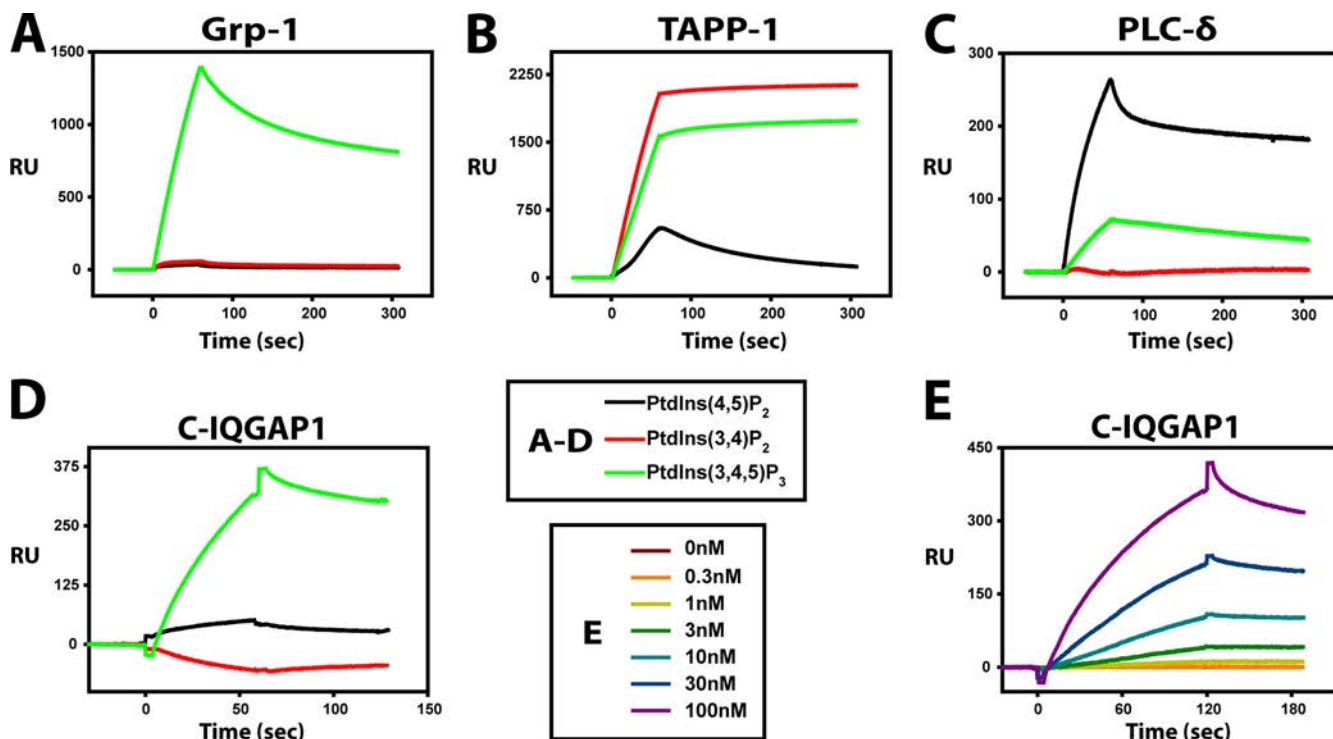 A
Grp-1
1500
1000
500
0
RU
0 100 200 300
Time (sec)
B
TAPP-1
2250
1500
750
0
RU
0 100 200 300
Time (sec)
C
PLC-δ
300
200
100
0
RU
0 100 200 300
Time (sec)
D
C-IQGAP1
375
250
125
0
RU
0 50 100 150
Time (sec)
A-D
PtdIns(4,5)P2
PtdIns(3,4)P2
PtdIns(3,4,5)P3
E
0nM
0.3nM
1nM
3nM
10nM
30nM
100nM
E
C-IQGAP1
450
300
150
0
RU
0 60 120 180
Time (sec)